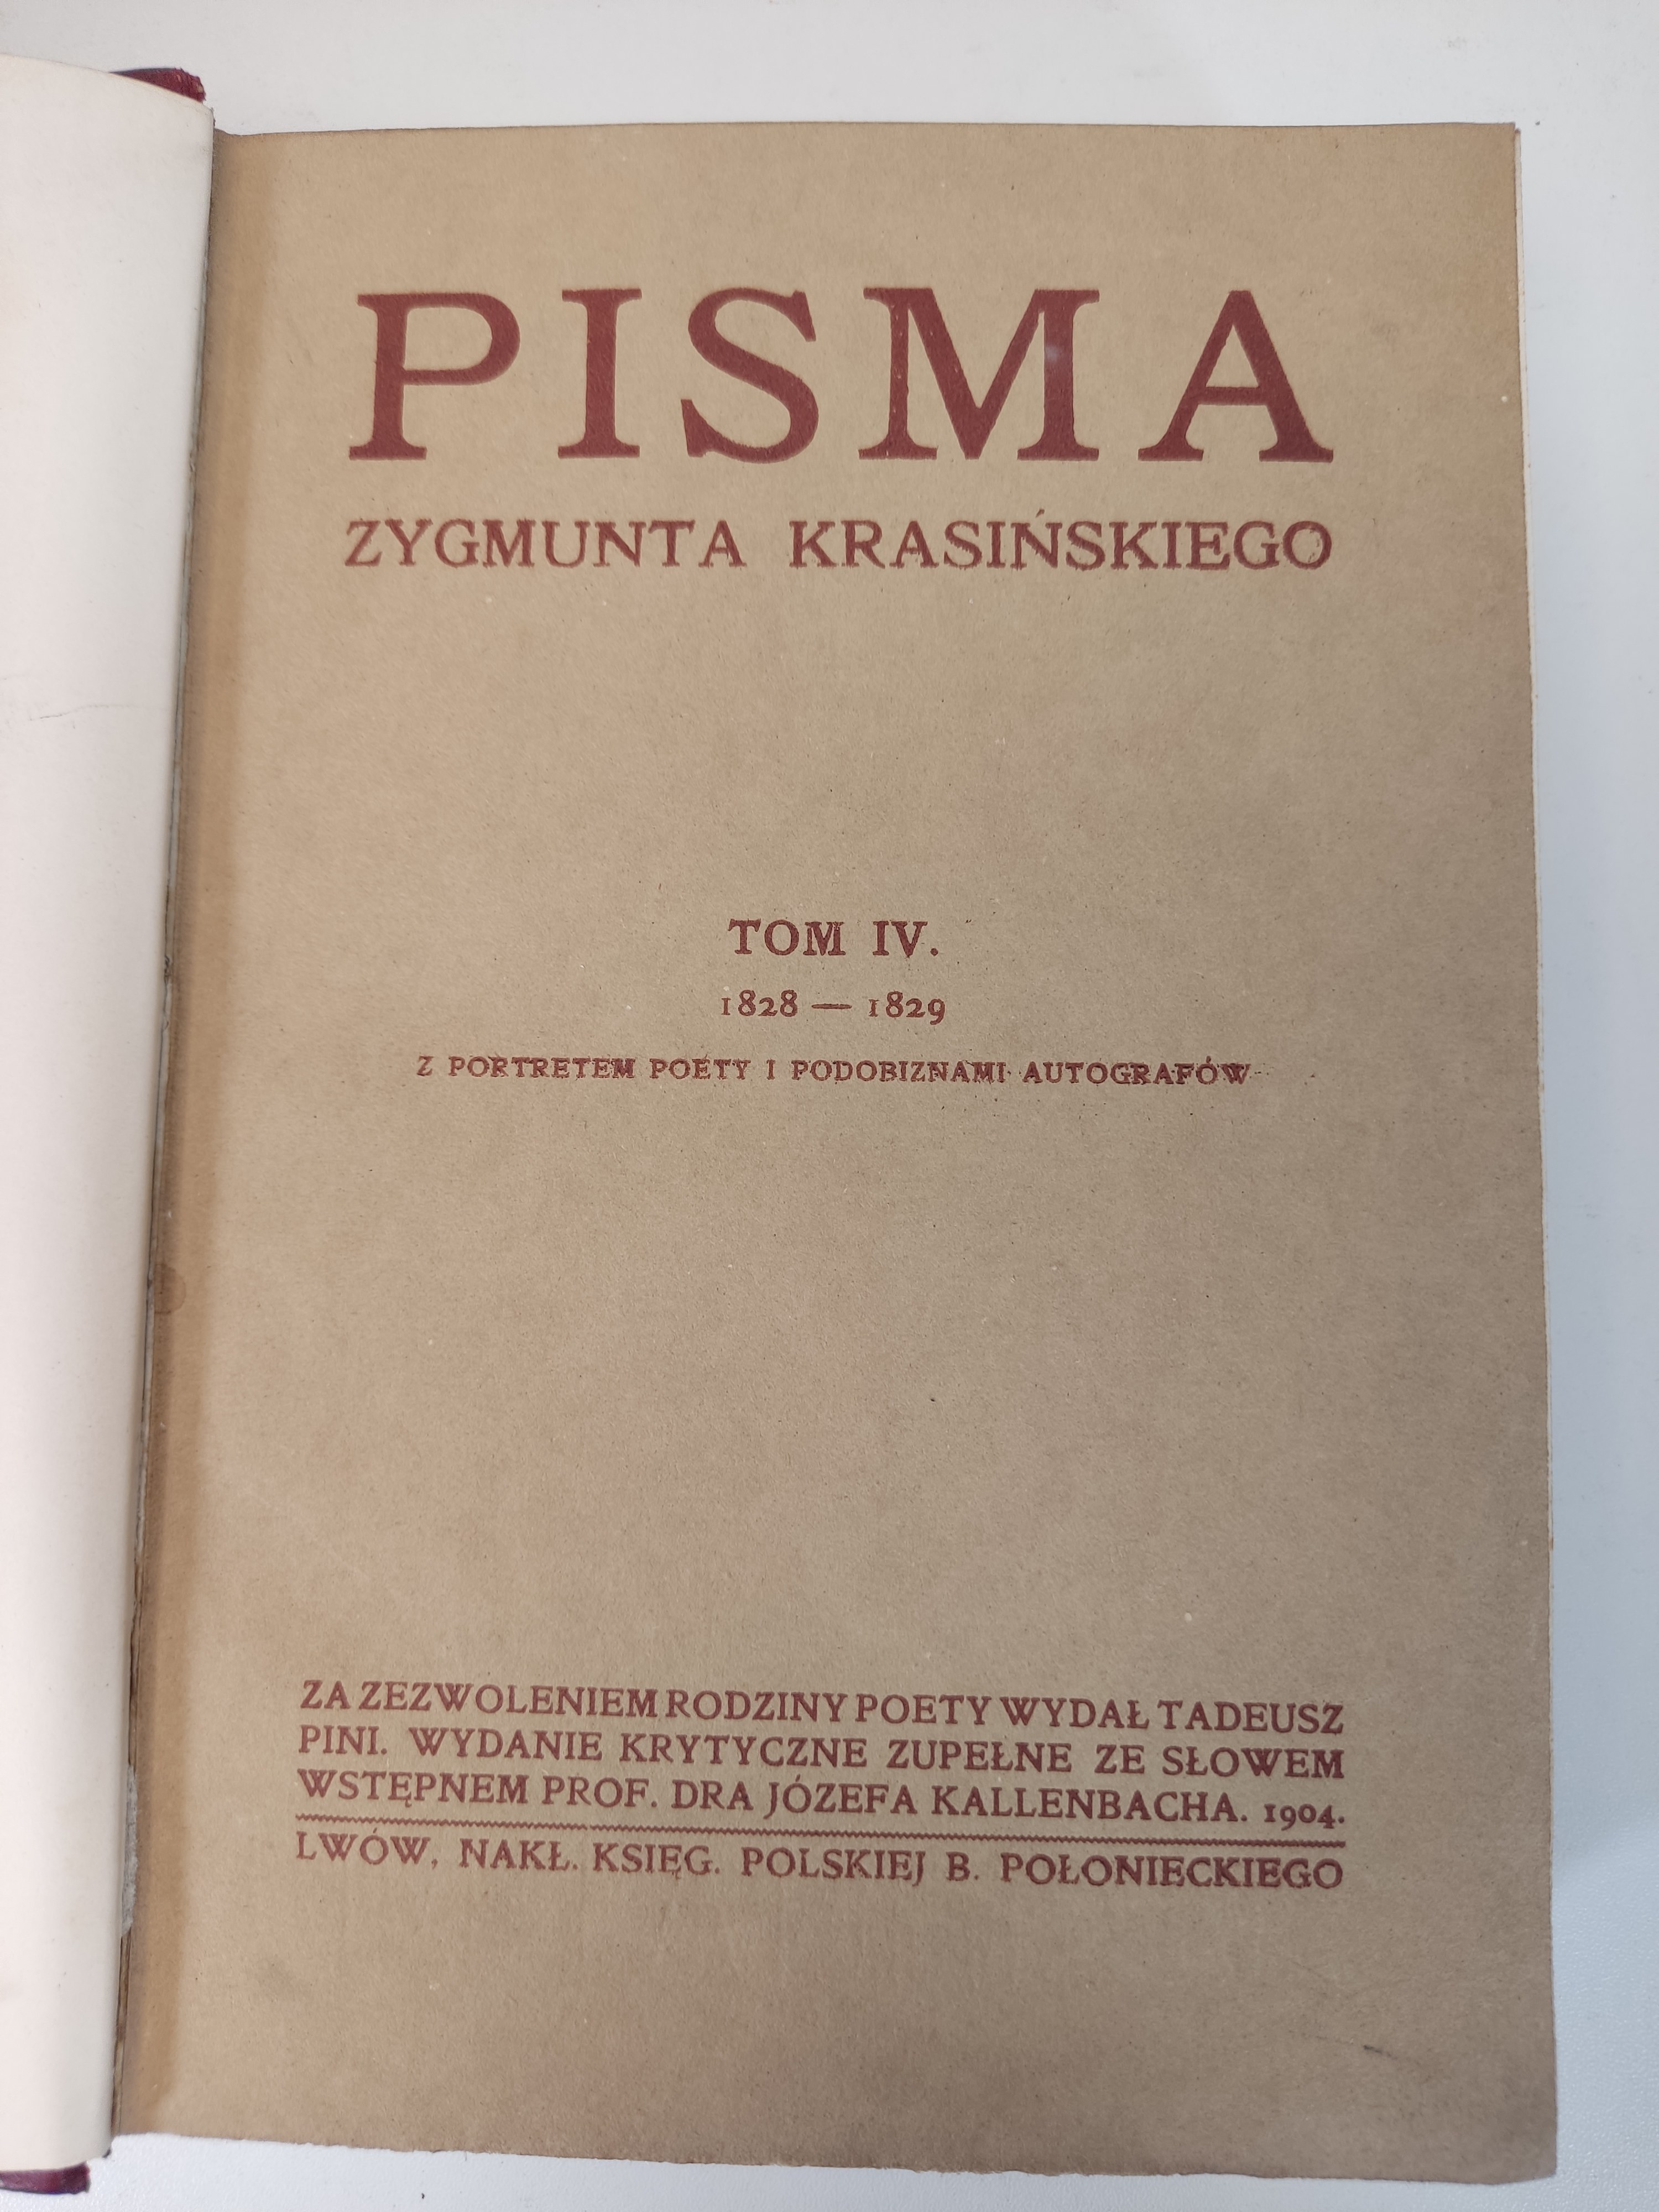 PISMA
ZYGMUNTA KRASIŃSKIEGO
TOM IV.
1828 — 1829
Z PORTRETEM POETY I PODOBIZNAMI AUTOGRAFÓW
ZA ZEZWOLENIEM RODZINY POETY WYDAŁ TADEUSZ
PINI. WYDANIE KRYTYCZNE ZUPEŁNE ZE SŁOWEM
WSTĘPNEM PROF. DRA JÓZEFA KALLENBACHA. 1904.
LWÓW, NAKŁ. KSIĘG. POLSKIEJ B. POŁONIECKIEGO